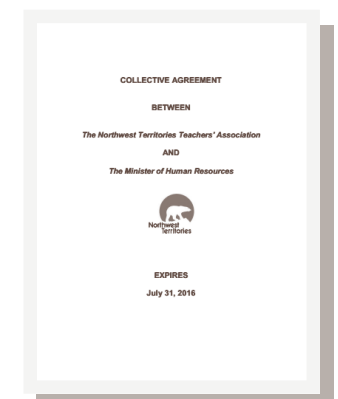 COLLECTIVE AGREEMENT
BETWEEN
The Northwest Territories Teachers' Association
AND
The Minister of Human Resources
Northwest
Territories
EXPIRES
July 31, 2016